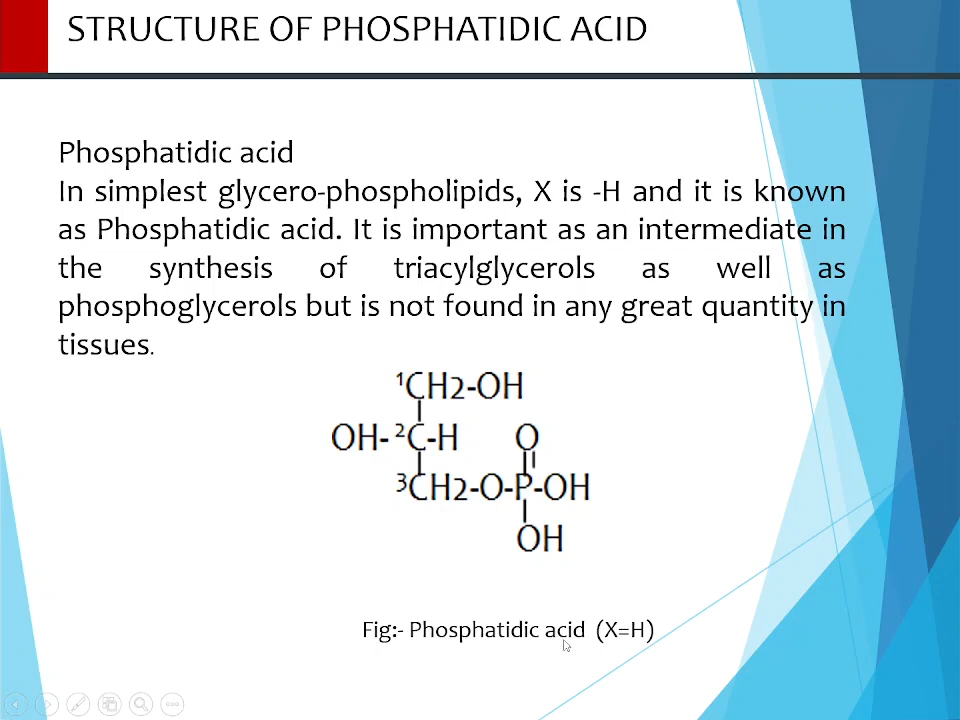 STRUCTURE OF PHOSPHATIDIC ACID
Phosphatidic acid
In simplest glycero-phospholipids, X is -H and it is known
as Phosphatidic acid. It is important as an intermediate in
the synthesis of triacylglycerols as well as
phosphoglycerols but is not found in any great quantity in
tissues.
¹CH2-OH
OH- ²C-H O
³CH2-O-P-OH
OH
Fig:- Phosphatidic acid (X=H)